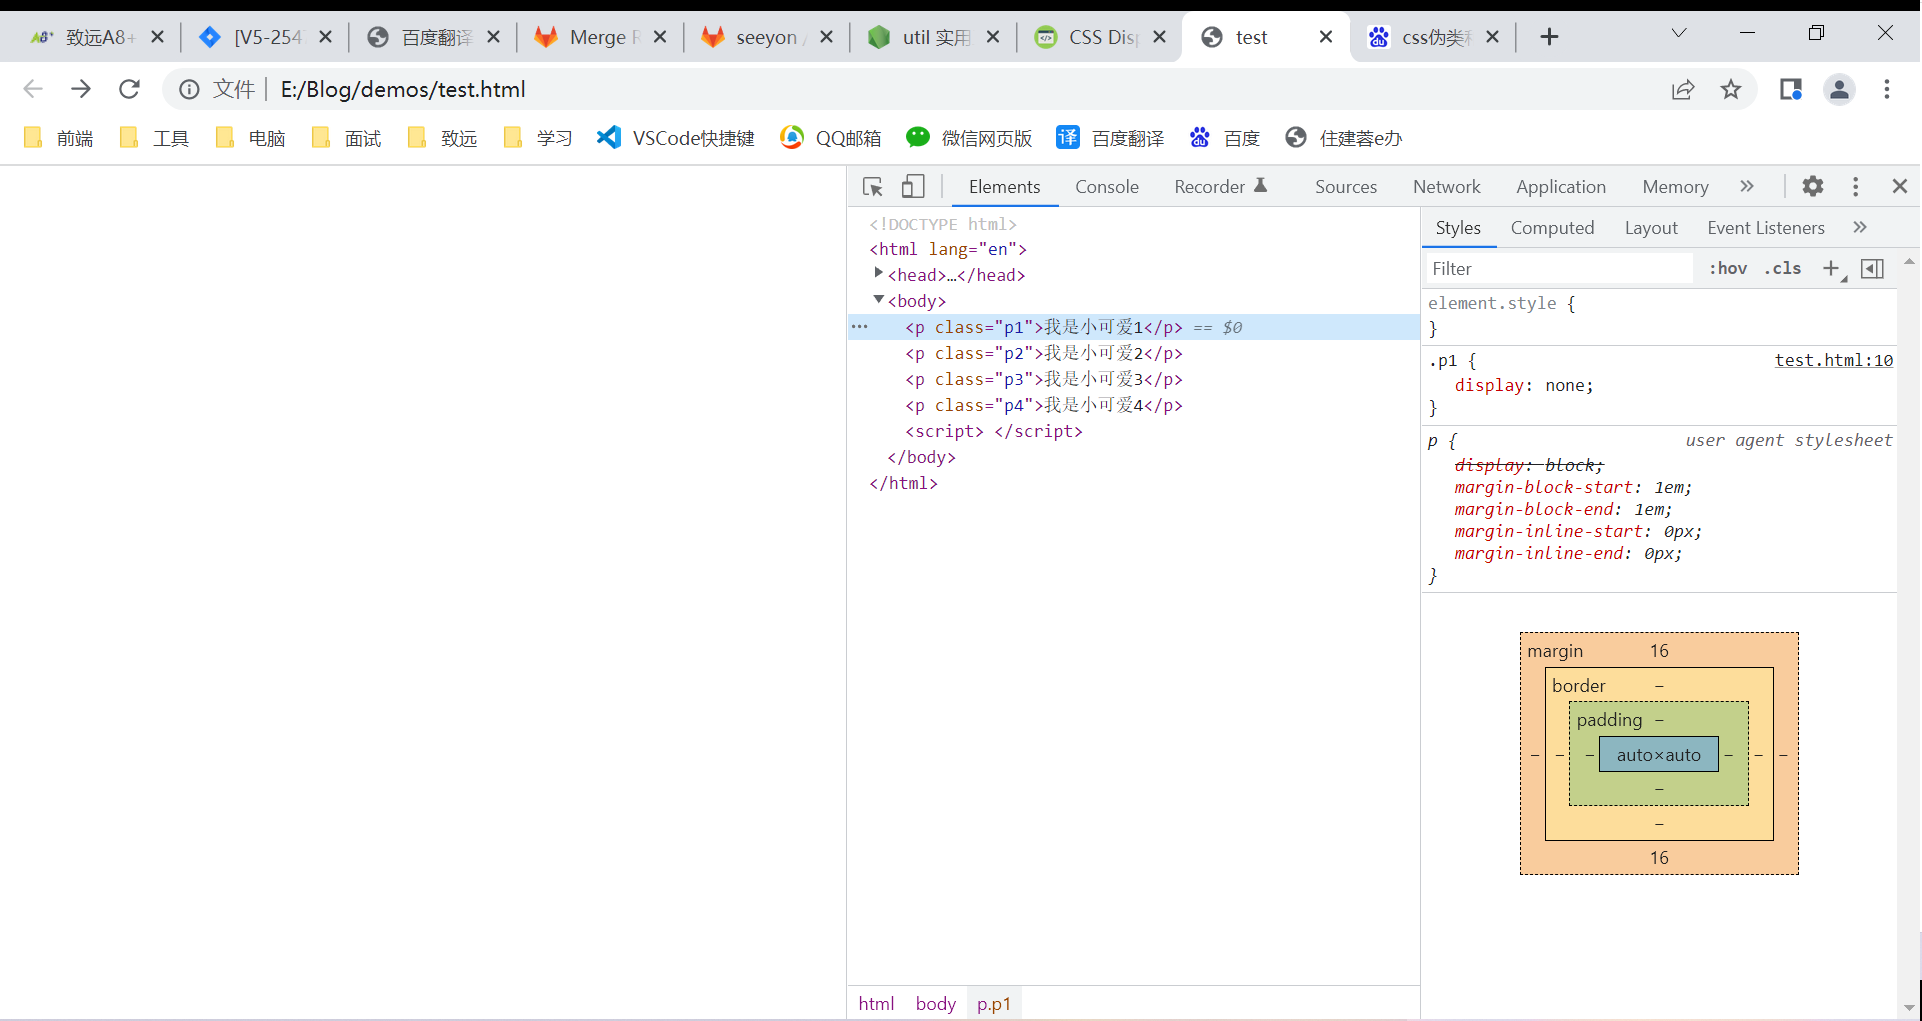 致远A8+
[V5-254
百度翻译
Merge R
seeyon /
util 实用
CSS Disp
test
css伪类和
文件 | E:/Blog/demos/test.html
前端
工具
电脑
面试
致远
学习
VSCode快捷键
QQ邮箱
微信网页版
译 百度翻译
百度
住建蓉e办
Elements
Console
Recorder
Sources
Network
Application
Memory
»
<!DOCTYPE html>
<html lang="en">
<head>…</head>
<body>
<p class="p1">我是小可爱1</p> == $0
<p class="p2">我是小可爱2</p>
<p class="p3">我是小可爱3</p>
<p class="p4">我是小可爱4</p>
<script> </script>
</body>
</html>
html body p.p1
Styles Computed Layout Event Listeners »
Filter :hov .cls +
element.style {
}
.p1 { test.html:10
display: none;
}
p { user agent stylesheet
display: block;
margin-block-start: 1em;
margin-block-end: 1em;
margin-inline-start: 0px;
margin-inline-end: 0px;
}
margin 16
border –
padding –
– – – auto×auto – – –
–
–
16